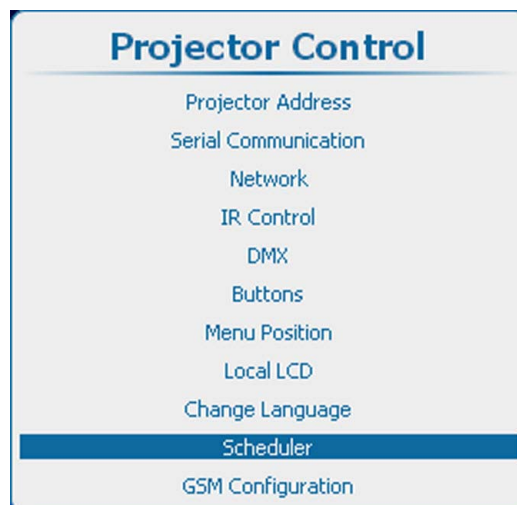 Projector Control
Projector Address
Serial Communication
Network
IR Control
DMX
Buttons
Menu Position
Local LCD
Change Language
Scheduler
GSM Configuration